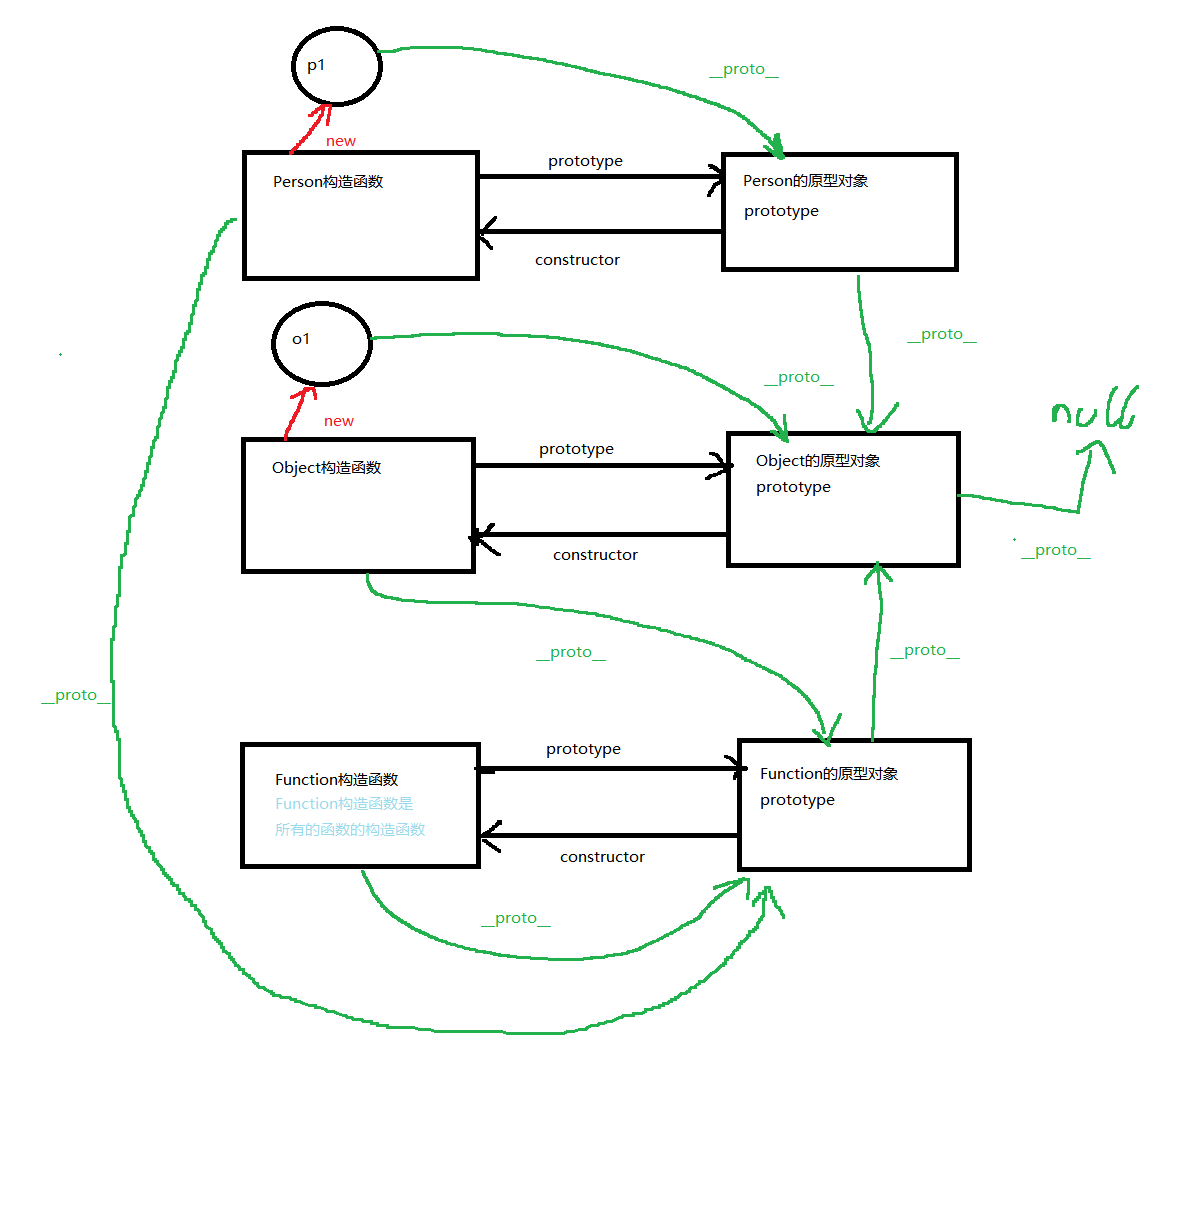 p1
__proto__
new
Person构造函数
prototype
Person的原型对象
prototype
constructor
o1
__proto__
__proto__
null
new
Object构造函数
prototype
Object的原型对象
prototype
constructor
__proto__
__proto__
__proto__
__proto__
Function构造函数
Function构造函数是
所有的函数的构造函数
prototype
Function的原型对象
prototype
constructor
__proto__